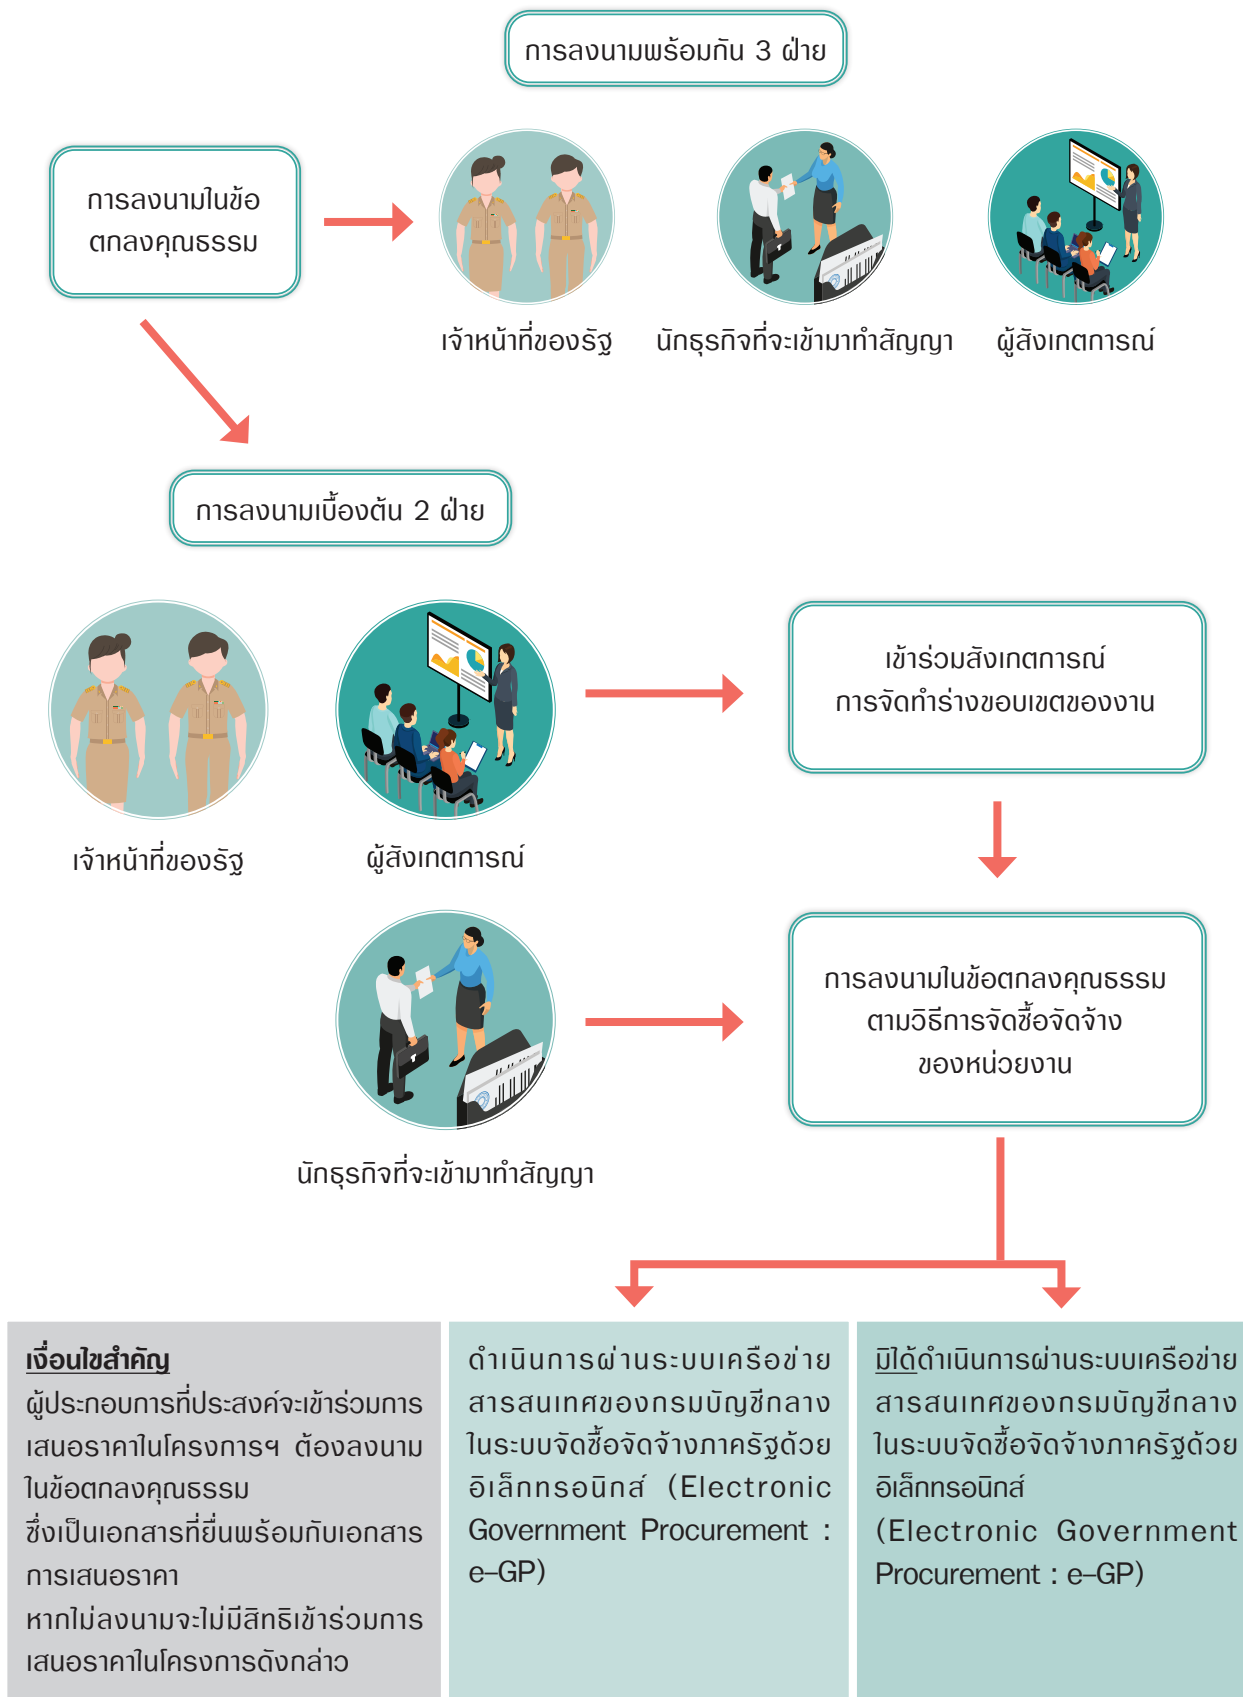 การลงนามพร้อมกัน 3 ฝ่าย
การลงนามในข้อ
ตกลงคุณธรรม
เจ้าหน้าที่ของรัฐ
นักธุรกิจที่จะเข้ามาทำสัญญา
ผู้สังเกตการณ์
การลงนามเบื้องต้น 2 ฝ่าย
เจ้าหน้าที่ของรัฐ
ผู้สังเกตการณ์
เข้าร่วมสังเกตการณ์
การจัดทำร่างขอบเขตของงาน
นักธุรกิจที่จะเข้ามาทำสัญญา
การลงนามในข้อตกลงคุณธรรม
ตามวิธีการจัดซื้อจัดจ้าง
ของหน่วยงาน
เงื่อนไขสำคัญ
ผู้ประกอบการที่ประสงค์จะเข้าร่วมการ
เสนอราคาในโครงการฯ ต้องลงนาม
ในข้อตกลงคุณธรรม
ซึ่งเป็นเอกสารที่ยื่นพร้อมกับเอกสาร
การเสนอราคา
หากไม่ลงนามจะไม่มีสิทธิเข้าร่วมการ
เสนอราคาในโครงการดังกล่าว
ดำเนินการผ่านระบบเครือข่าย
สารสนเทศของกรมบัญชีกลาง
ในระบบจัดซื้อจัดจ้างภาครัฐด้วย
อิเล็กทรอนิกส์ (Electronic
Government Procurement :
e–GP)
มิได้ดำเนินการผ่านระบบเครือข่าย
สารสนเทศของกรมบัญชีกลาง
ในระบบจัดซื้อจัดจ้างภาครัฐด้วย
อิเล็กทรอนิกส์
(Electronic Government
Procurement : e–GP)